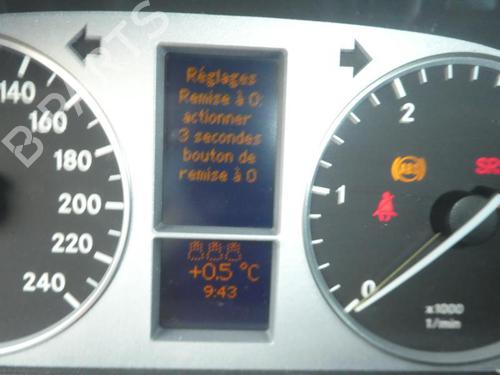 Réglages
Remise à 0:
actionner
3 secondes
bouton de
remise à 0
+0.5 °C
9:43
140
160
180
200
220
240
0
1
2
x1000
1/min